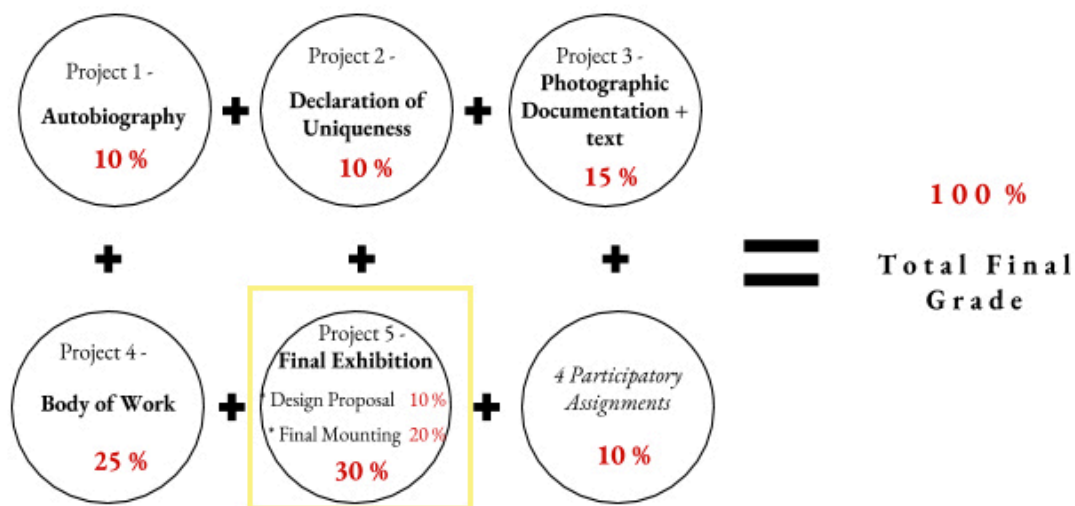 Project 1 -
Autobiography
10 %
Project 2 -
Declaration of
Uniqueness
10 %
Project 3 -
Photographic
Documentation +
text
15 %
100 %
Total Final
Grade
Project 4 -
Body of Work
25 %
Project 5 -
Final Exhibition
* Design Proposal 10 %
* Final Mounting 20 %
30 %
4 Participatory
Assignments
10 %